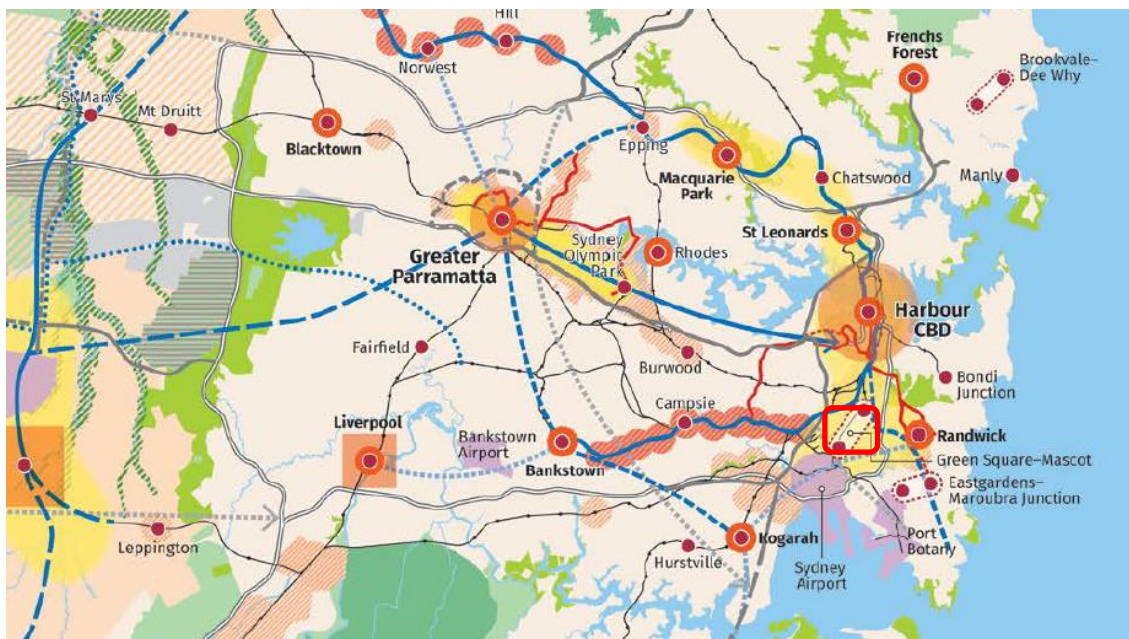 Hill
Norwest
Frenchs
Forest
Brookvale–
Dee Why
St Marys
Mt Druitt
Blacktown
Epping
Macquarie
Park
Chatswood
Manly
St Leonards
Greater
Parramatta
Sydney
Olympic
Park
Rhodes
Harbour
CBD
Fairfield
Burwood
Bondi
Junction
Campsie
Liverpool
Bankstown
Airport
Bankstown
Randwick
Green Square–Mascot
Eastgardens–
Maroubra Junction
Leppington
Kogarah
Hurstville
Sydney
Airport
Port
Botany